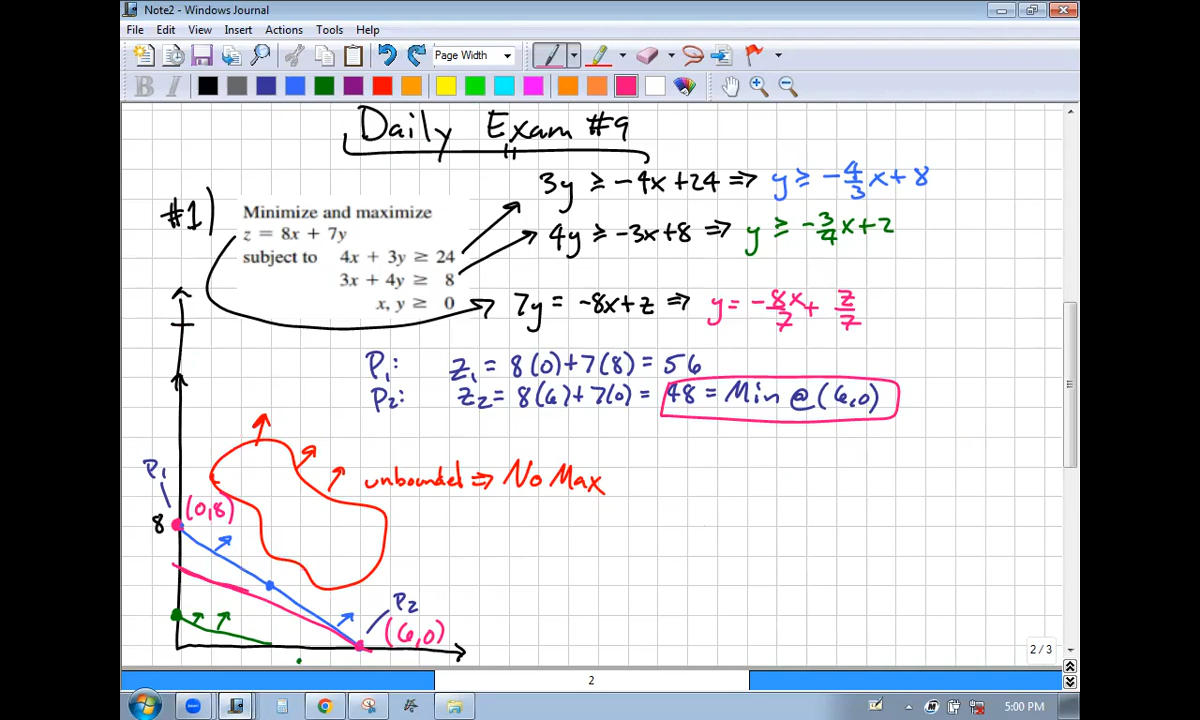 Note2 - Windows Journal
File Edit View Insert Actions Tools Help
Page Width
B I
Daily Exam #9
#1)
Minimize and maximize
z = 8x + 7y
subject to 4x + 3y ≥ 24
3x + 4y ≥ 8
x, y ≥ 0
3y ≥ -4x+24 ⇒ y ≥ -4/3x+8
4y ≥ -3x+8 ⇒ y ≥ -3/4x+2
7y = -8x+z ⇒ y = -8x/7 + z/7
P1: z1 = 8(0)+7(8) = 56
P2: z2 = 8(6)+7(0) = 48 = Min @ (6,0)
unbounded ⇒ No Max
P1
8 (0,8)
P2
(6,0)
2 / 3
2
5:00 PM